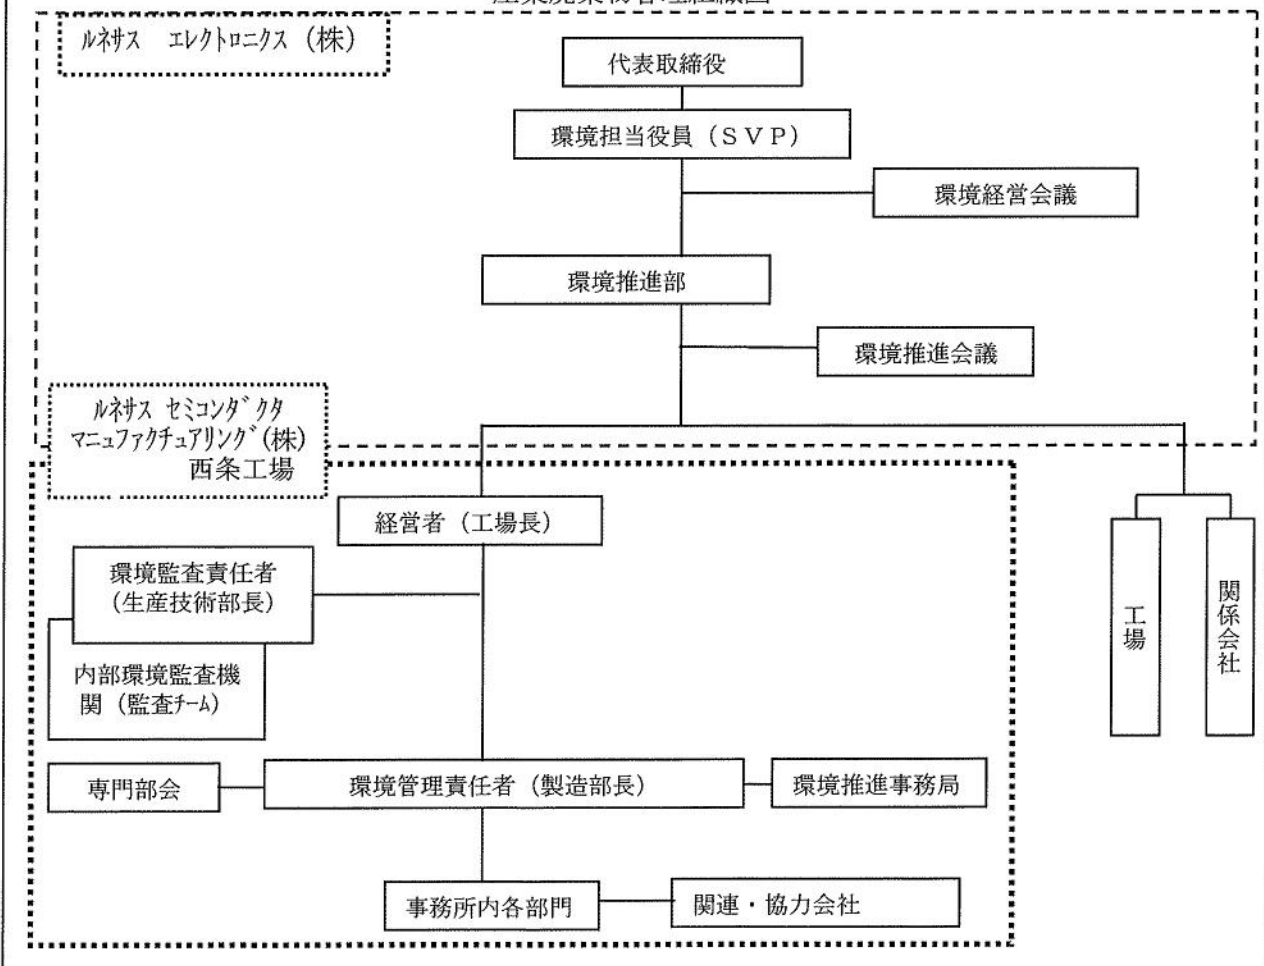 ﾙﾈｻｽ ｴﾚｸﾄﾛﾆｸｽ (株)
代表取締役
環境担当役員（ＳＶＰ）
環境経営会議
環境推進部
環境推進会議
ﾙﾈｻｽ ｾﾐｺﾝﾀﾞｸﾀ
ﾏﾆｭﾌｧｸﾁｭｱﾘﾝｸﾞ(株)
西条工場
経営者（工場長）
環境監査責任者
（生産技術部長）
内部環境監査機
関（監査ﾁｰﾑ）
工場
関係会社
専門部会
環境管理責任者（製造部長）
環境推進事務局
事務所内各部門
関連・協力会社